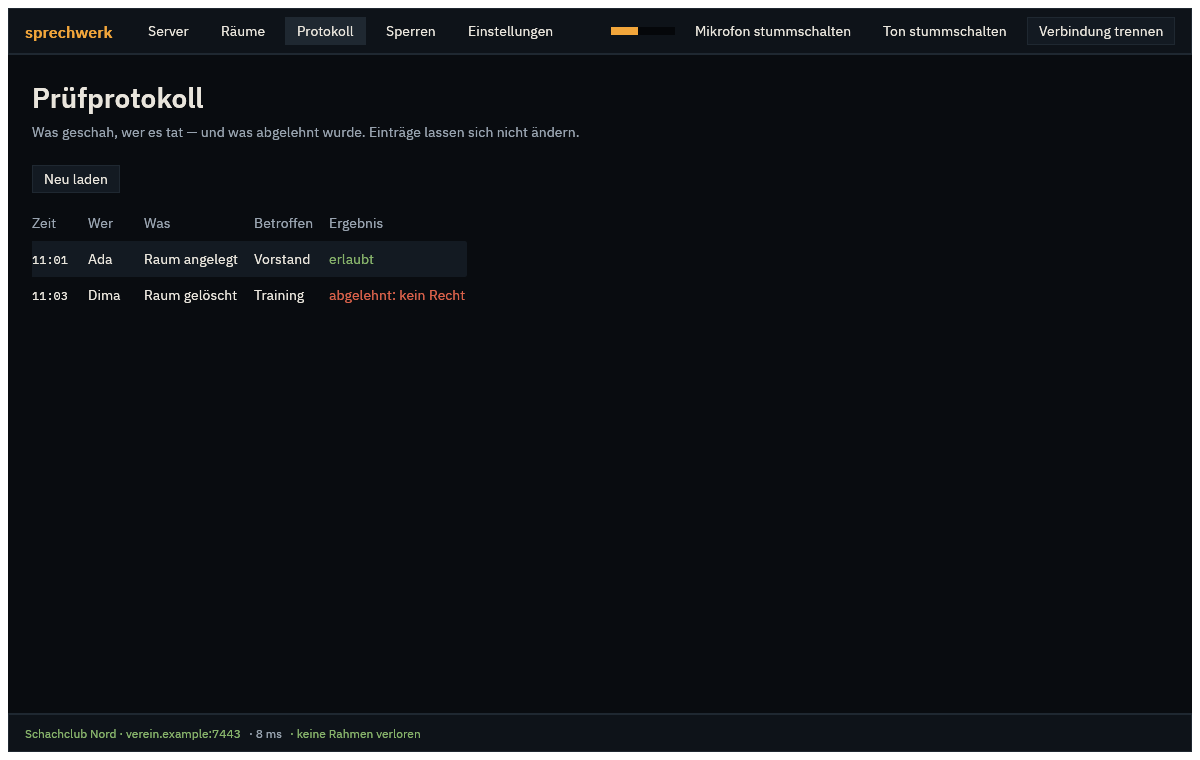 sprechwerk Server Räume Protokoll Sperren Einstellungen Mikrofon stummschalten Ton stummschalten Verbindung trennen
Prüfprotokoll
Was geschah, wer es tat — und was abgelehnt wurde. Einträge lassen sich nicht ändern.
Neu laden
Zeit Wer Was Betroffen Ergebnis
11:01 Ada Raum angelegt Vorstand erlaubt
11:03 Dima Raum gelöscht Training abgelehnt: kein Recht
Schachclub Nord · verein.example:7443 · 8 ms · keine Rahmen verloren